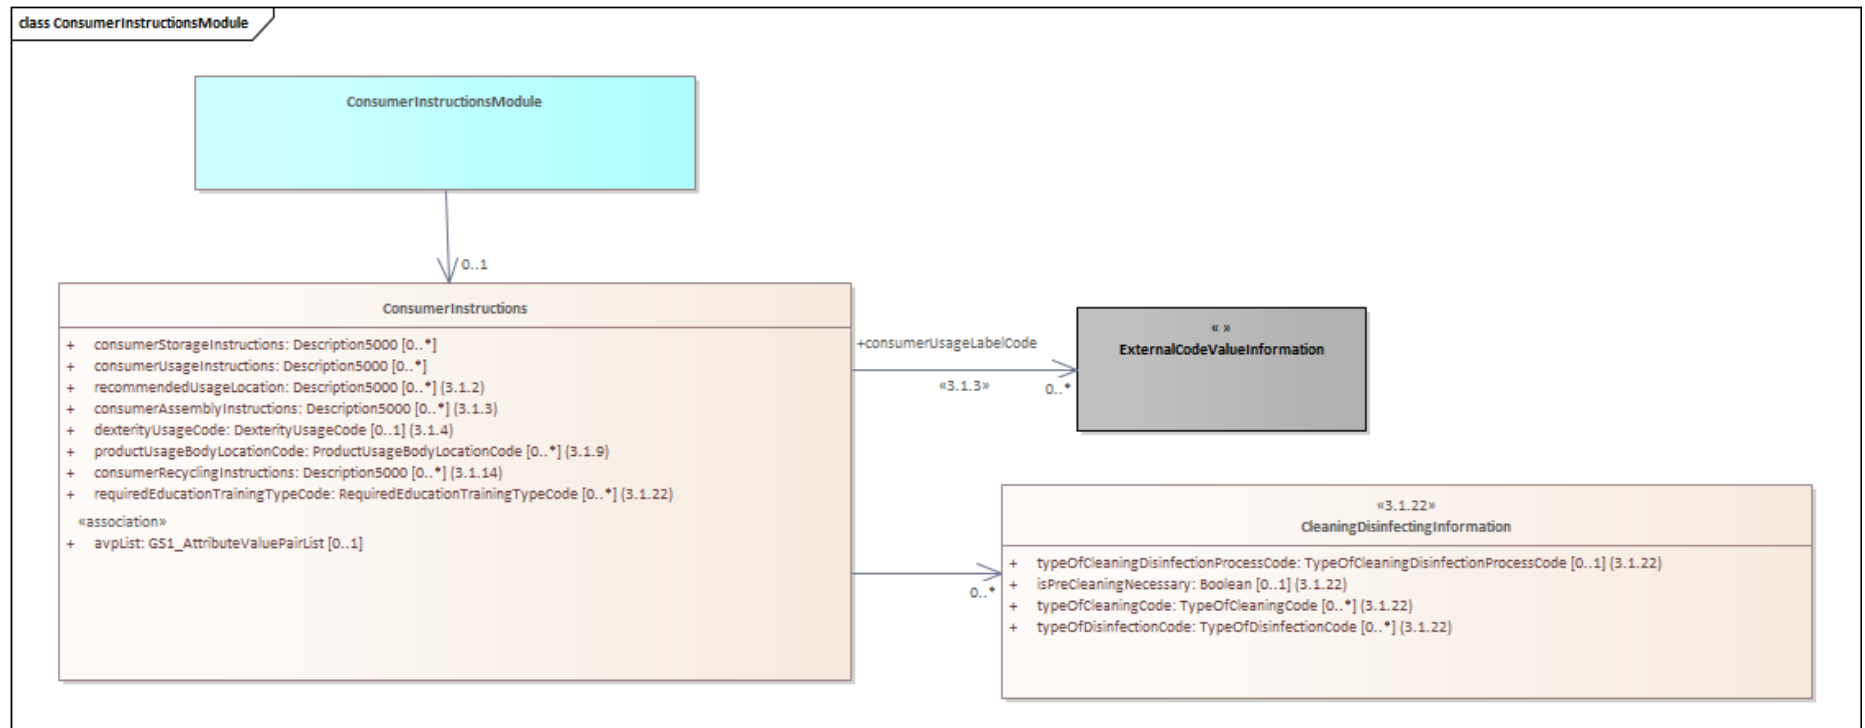 class ConsumerInstructionsModule
ConsumerInstructionsModule
0..1
ConsumerInstructions
+ consumerStorageInstructions: Description5000 [0..*]
+ consumerUsageInstructions: Description5000 [0..*]
+ recommendedUsageLocation: Description5000 [0..*] (3.1.2)
+ consumerAssemblyInstructions: Description5000 [0..*] (3.1.3)
+ dexterityUsageCode: DexterityUsageCode [0..1] (3.1.4)
+ productUsageBodyLocationCode: ProductUsageBodyLocationCode [0..*] (3.1.9)
+ consumerRecyclingInstructions: Description5000 [0..*] (3.1.14)
+ requiredEducationTrainingTypeCode: RequiredEducationTrainingTypeCode [0..*] (3.1.22)
«association»
+ avpList: GS1_AttributeValuePairList [0..1]
+consumerUsageLabelCode
«3.1.3»
0..*
« »
ExternalCodeValueInformation
0..*
«3.1.22»
CleaningDisinfectingInformation
+ typeOfCleaningDisinfectionProcessCode: TypeOfCleaningDisinfectionProcessCode [0..1] (3.1.22)
+ isPreCleaningNecessary: Boolean [0..1] (3.1.22)
+ typeOfCleaningCode: TypeOfCleaningCode [0..*] (3.1.22)
+ typeOfDisinfectionCode: TypeOfDisinfectionCode [0..*] (3.1.22)